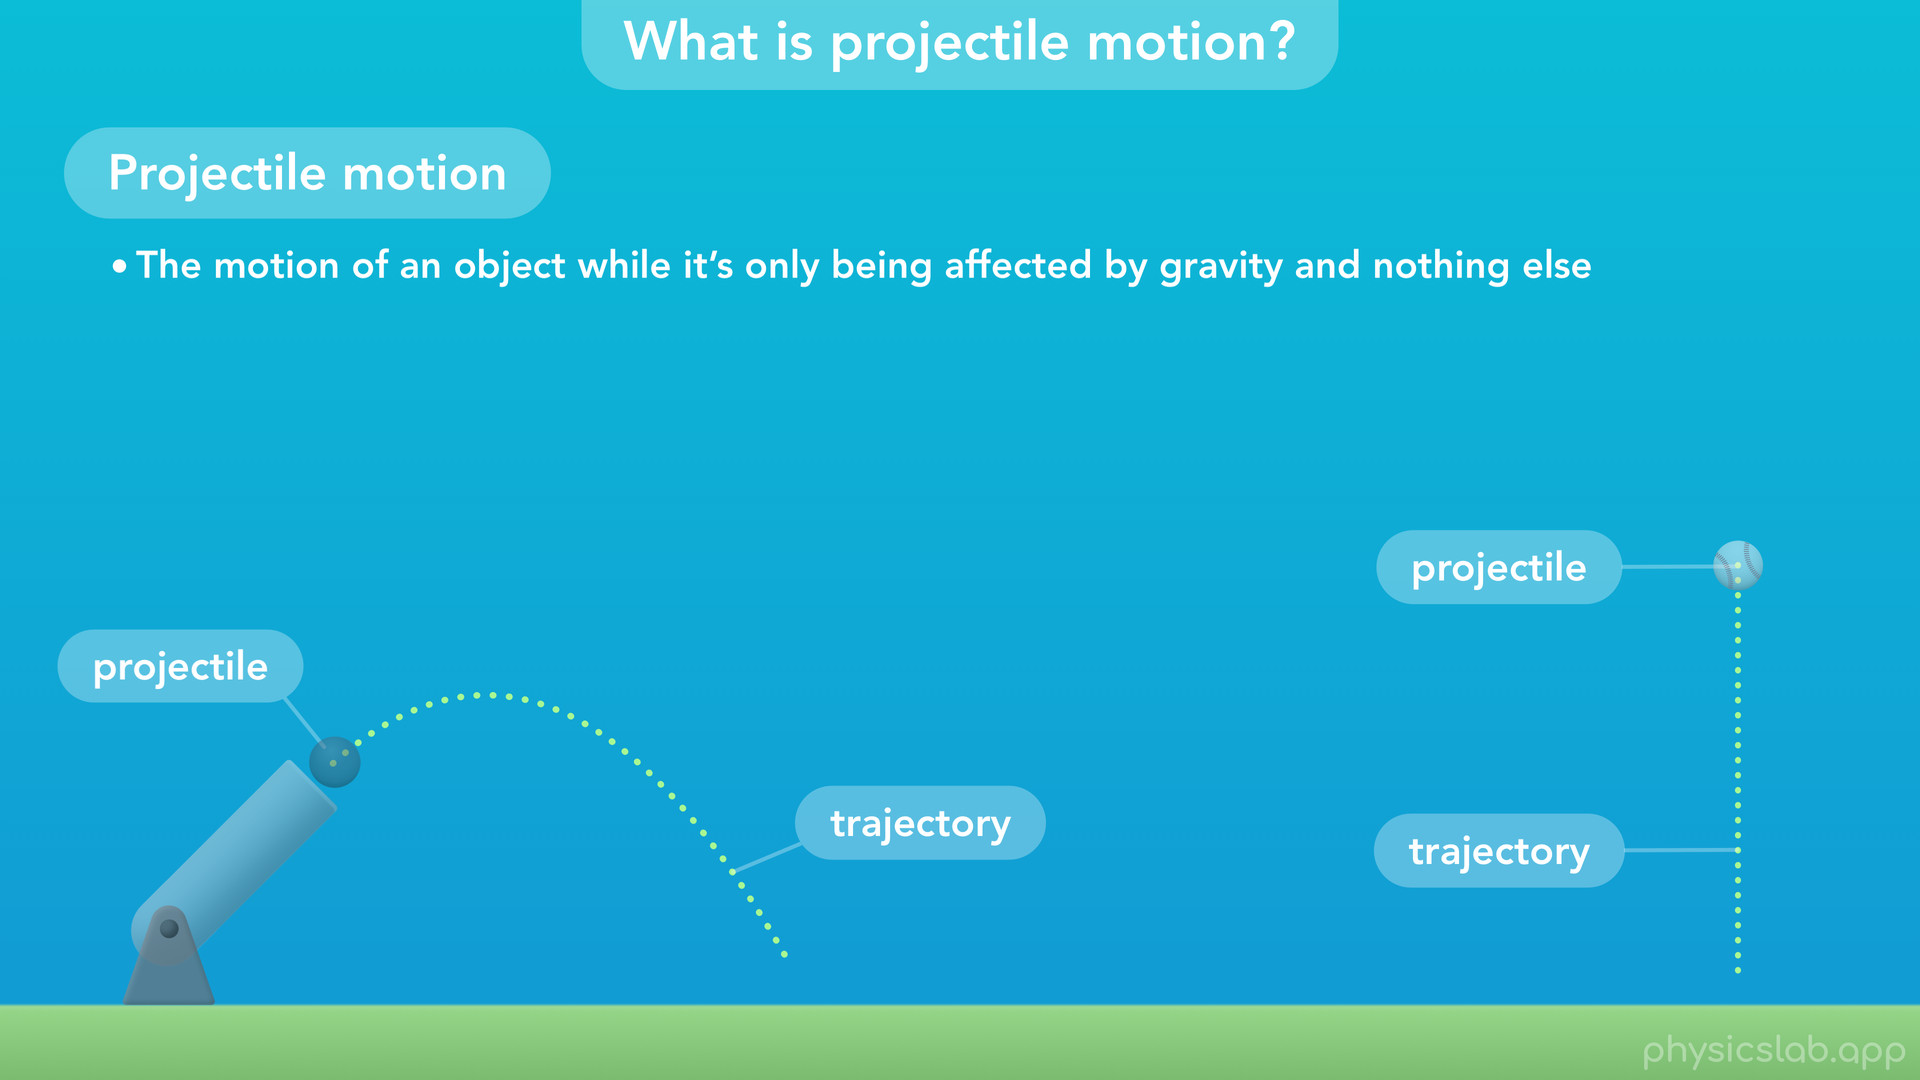 What is projectile motion?
Projectile motion
• The motion of an object while it’s only being affected by gravity and nothing else
projectile
projectile
trajectory
trajectory
physicslab.app